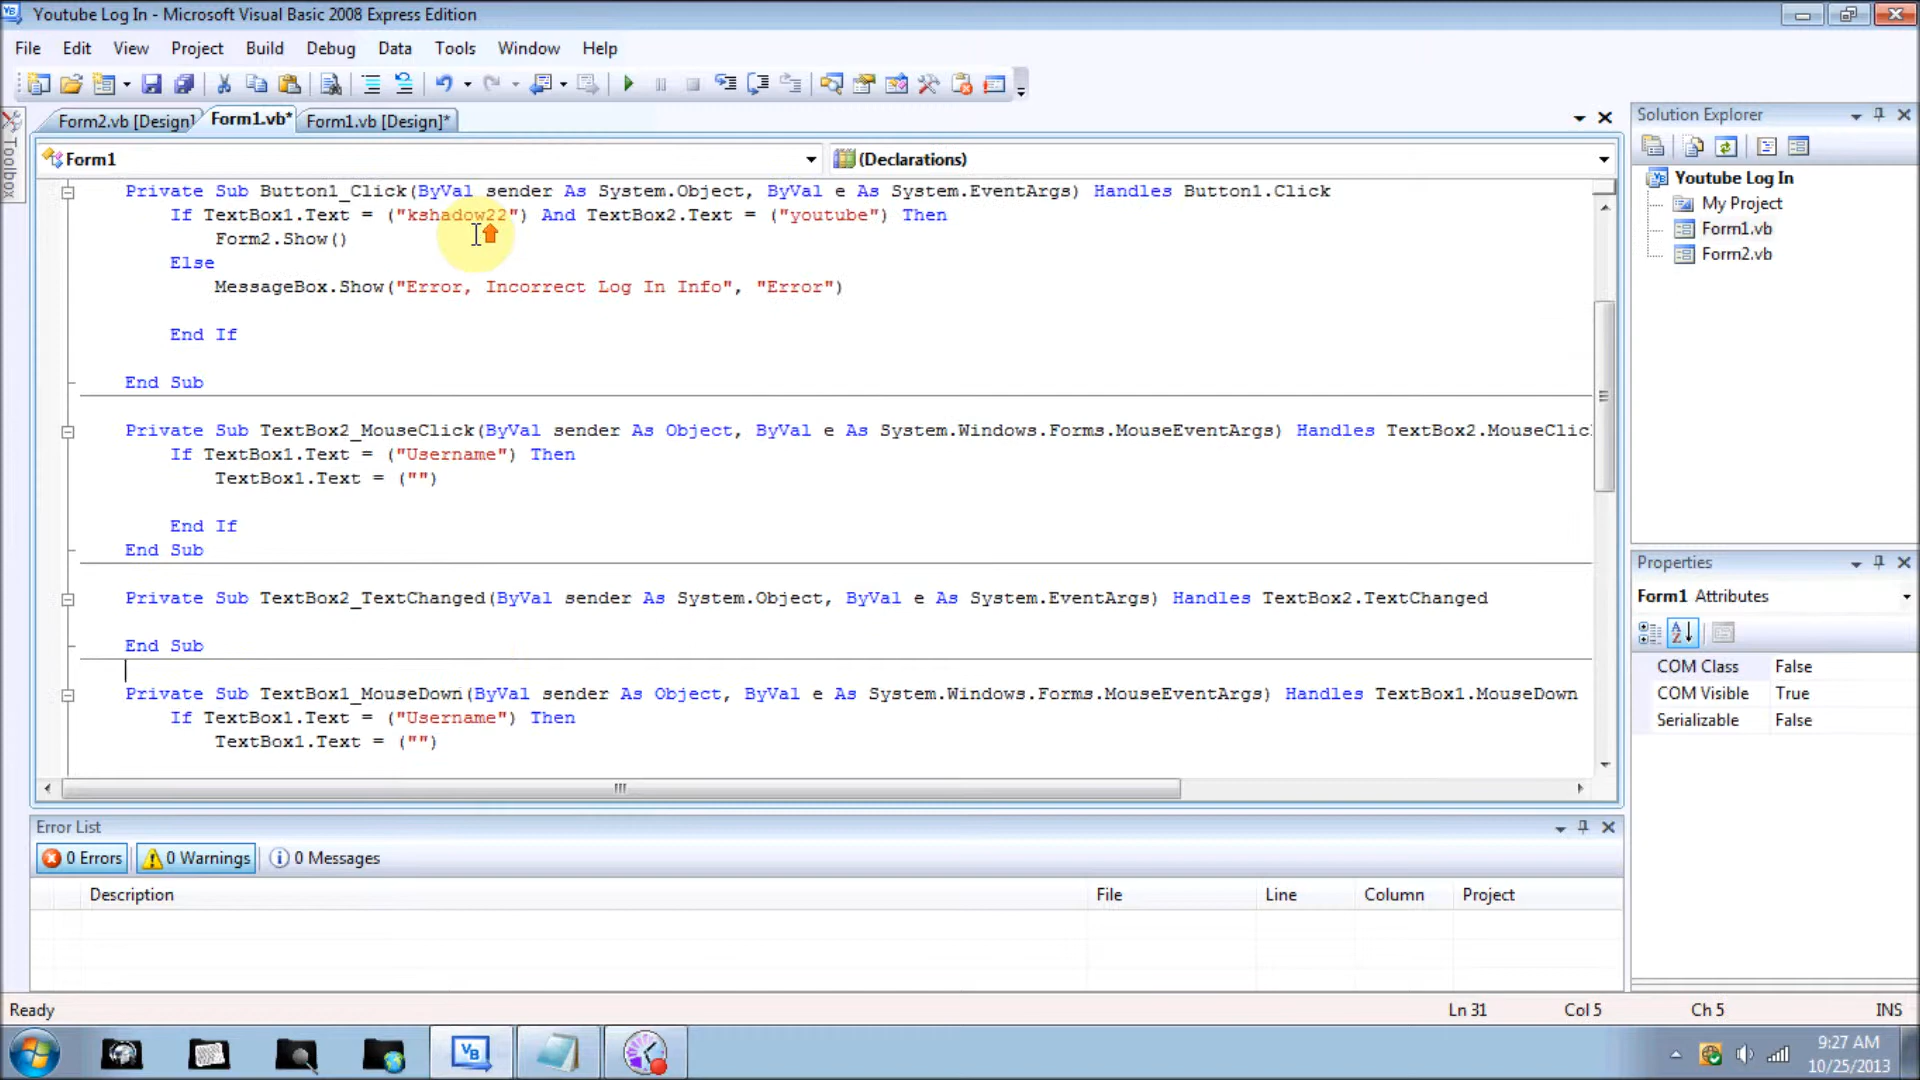 Youtube Log In - Microsoft Visual Basic 2008 Express Edition
File Edit View Project Build Debug Data Tools Window Help
Form2.vb [Design] Form1.vb* Form1.vb [Design]*
Toolbox
Form1 (Declarations)
Private Sub Button1_Click(ByVal sender As System.Object, ByVal e As System.EventArgs) Handles Button1.Click
If TextBox1.Text = ("kshadow22") And TextBox2.Text = ("youtube") Then
Form2.Show()
Else
MessageBox.Show("Error, Incorrect Log In Info", "Error")
End If
End Sub
Private Sub TextBox2_MouseClick(ByVal sender As Object, ByVal e As System.Windows.Forms.MouseEventArgs) Handles TextBox2.MouseClic
If TextBox1.Text = ("Username") Then
TextBox1.Text = ("")
End If
End Sub
Private Sub TextBox2_TextChanged(ByVal sender As System.Object, ByVal e As System.EventArgs) Handles TextBox2.TextChanged
End Sub
Private Sub TextBox1_MouseDown(ByVal sender As Object, ByVal e As System.Windows.Forms.MouseEventArgs) Handles TextBox1.MouseDown
If TextBox1.Text = ("Username") Then
TextBox1.Text = ("")
Solution Explorer
Youtube Log In
My Project
Form1.vb
Form2.vb
Properties
Form1 Attributes
COM Class False
COM Visible True
Serializable False
Error List
0 Errors 0 Warnings 0 Messages
Description File Line Column Project
Ready Ln 31 Col 5 Ch 5 INS
VB
9:27 AM
10/25/2013